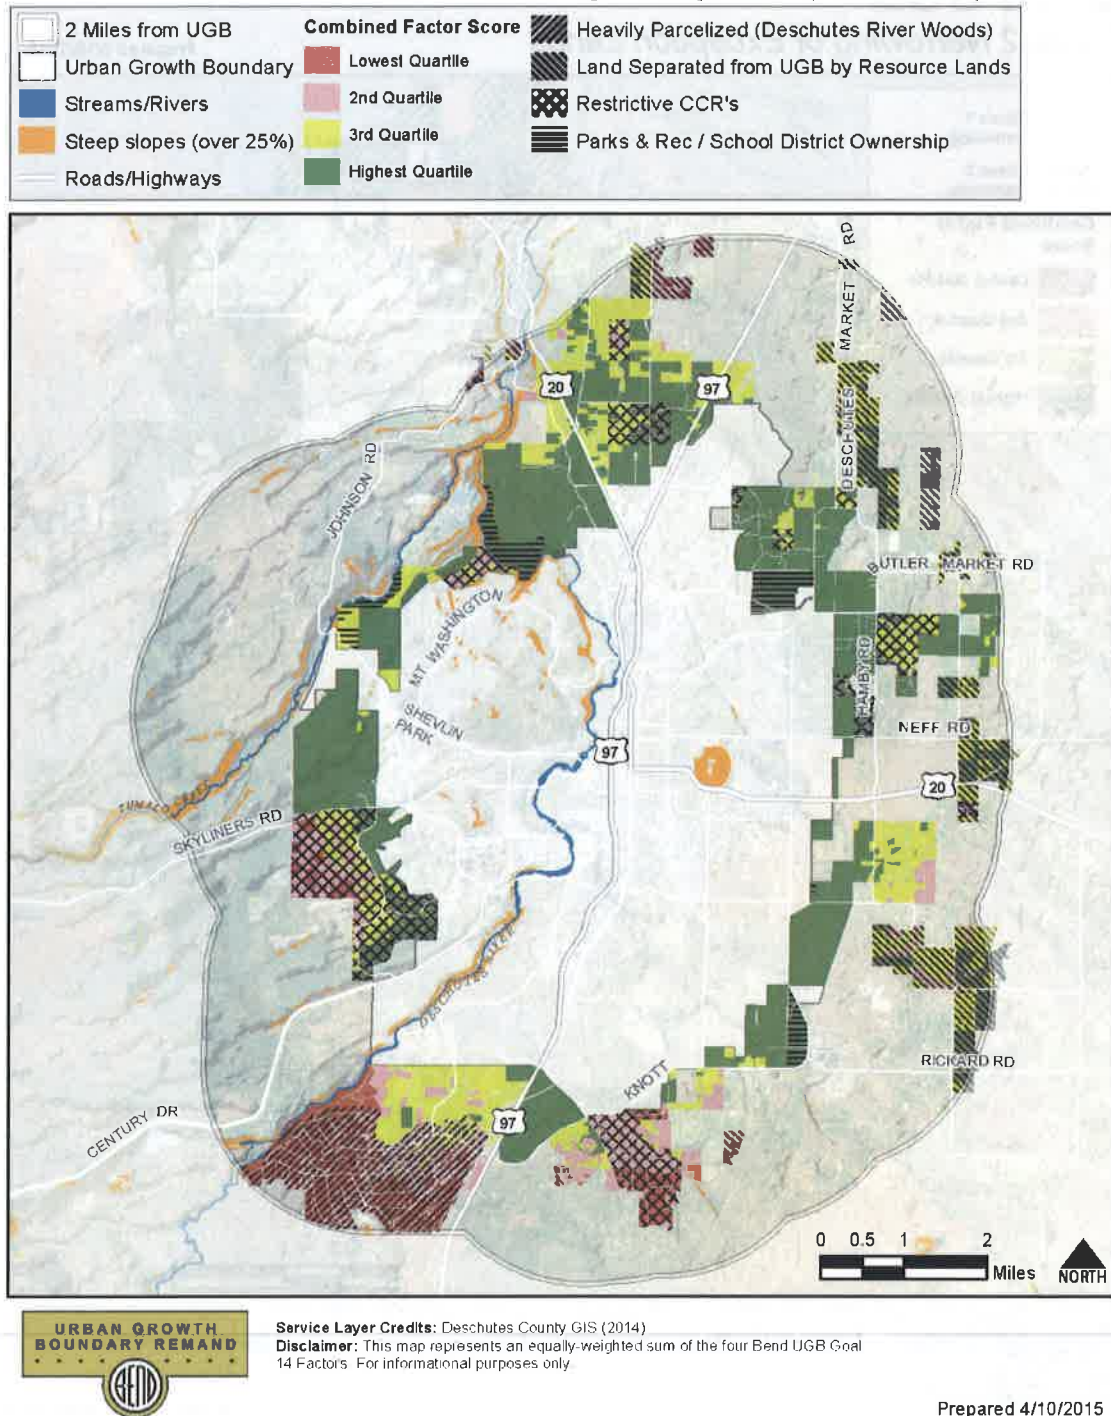 2 Miles from UGB
Urban Growth Boundary
Streams/Rivers
Steep slopes (over 25%)
Roads/Highways
Combined Factor Score
Lowest Quartile
2nd Quartile
3rd Quartile
Highest Quartile
Heavily Parcelized (Deschutes River Woods)
Land Separated from UGB by Resource Lands
Restrictive CCR's
Parks & Rec / School District Ownership
DESCHUTES MARKET RD
20
97
JOHNSON RD
BUTLER MARKET RD
MT. WASHINGTON
HAMBY RD
SHEVLIN
PARK
NEFF RD
97
20
TUMALO CREEK
SKYLINERS RD
DESCHUTES RIVER
RICKARD RD
KNOTT
CENTURY DR
97
0 0.5 1 2
Miles
NORTH
URBAN GROWTH
BOUNDARY REMAND
BEND
Service Layer Credits: Deschutes County GIS (2014)
Disclaimer: This map represents an equally-weighted sum of the four Bend UGB Goal
14 Factors. For informational purposes only.
Prepared 4/10/2015